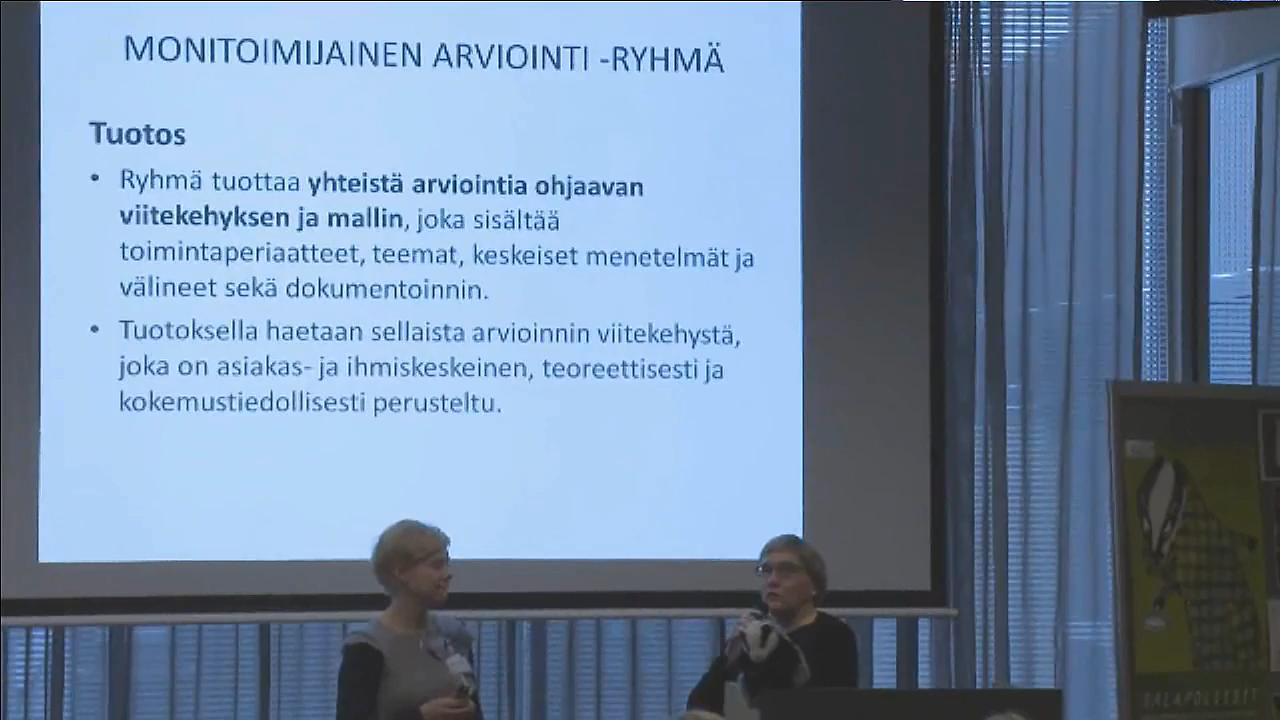 MONITOIMIJAINEN ARVIOINTI -RYHMÄ
Tuotos
• Ryhmä tuottaa yhteistä arviointia ohjaavan
viitekehyksen ja mallin, joka sisältää
toimintaperiaatteet, teemat, keskeiset menetelmät ja
välineet sekä dokumentoinnin.
• Tuotoksella haetaan sellaista arvioinnin viitekehystä,
joka on asiakas- ja ihmiskeskeinen, teoreettisesti ja
kokemustiedollisesti perusteltu.
SALAPOLIISIT